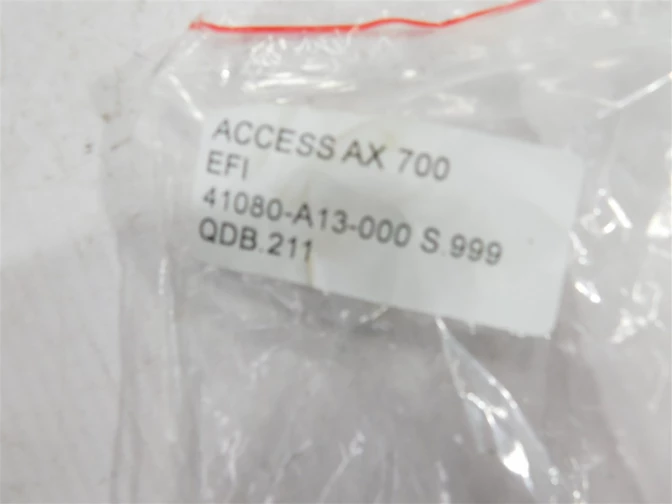 ACCESS AX 700
EFI
41080-A13-000 S.999
QDB.211